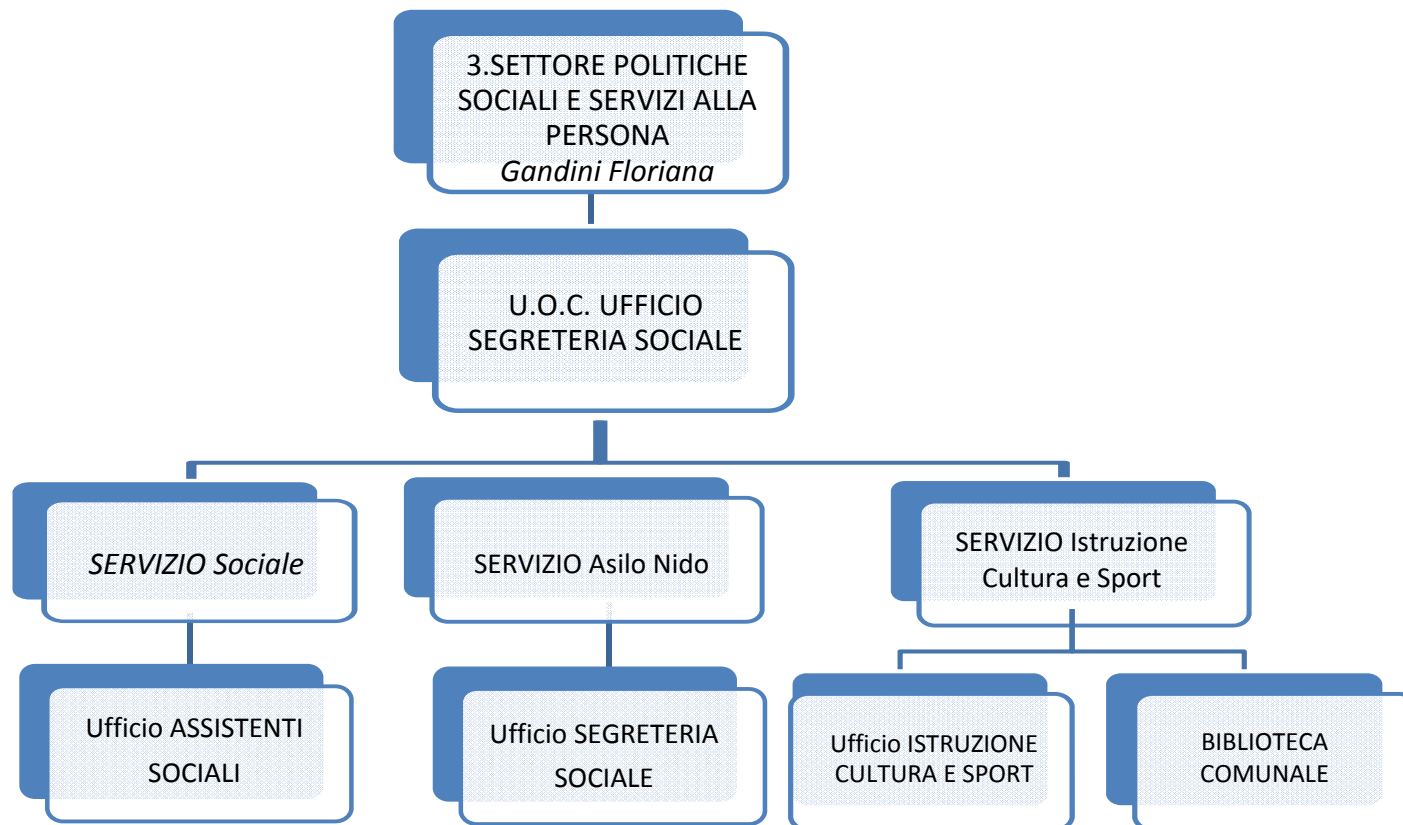 3.SETTORE POLITICHE
SOCIALI E SERVIZI ALLA
PERSONA
Gandini Floriana
U.O.C. UFFICIO
SEGRETERIA SOCIALE
SERVIZIO Sociale
SERVIZIO Asilo Nido
SERVIZIO Istruzione
Cultura e Sport
Ufficio ASSISTENTI
SOCIALI
Ufficio SEGRETERIA
SOCIALE
Ufficio ISTRUZIONE
CULTURA E SPORT
BIBLIOTECA
COMUNALE